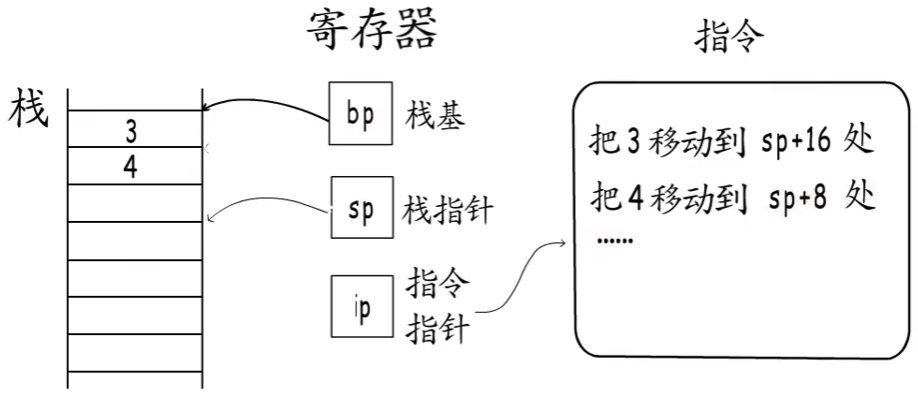 寄存器
指令
栈
3
4
bp 栈基
sp 栈指针
ip 指令
指针
把3移动到 sp+16 处
把4移动到 sp+8 处
……